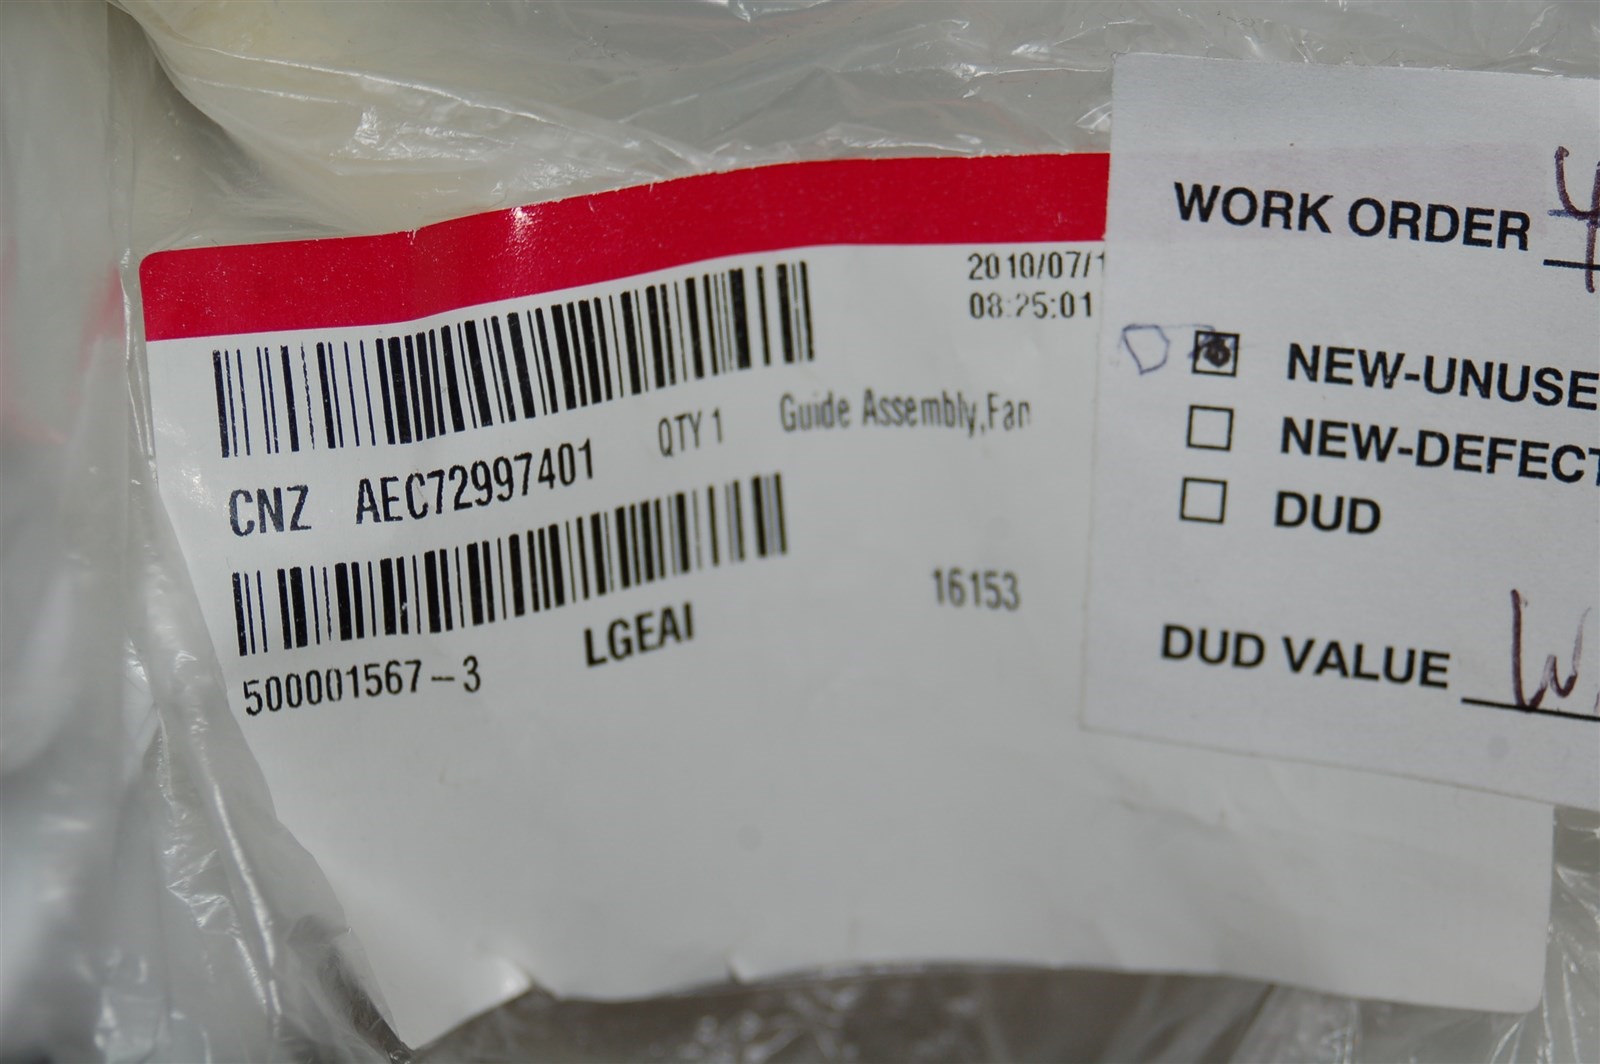 2010/07/1
08:25:01
CNZ AEC72997401 QTY 1 Guide Assembly,Fan
500001567-3 LGEAI 16153
WORK ORDER
NEW-UNUSE
NEW-DEFECT
DUD
DUD VALUE